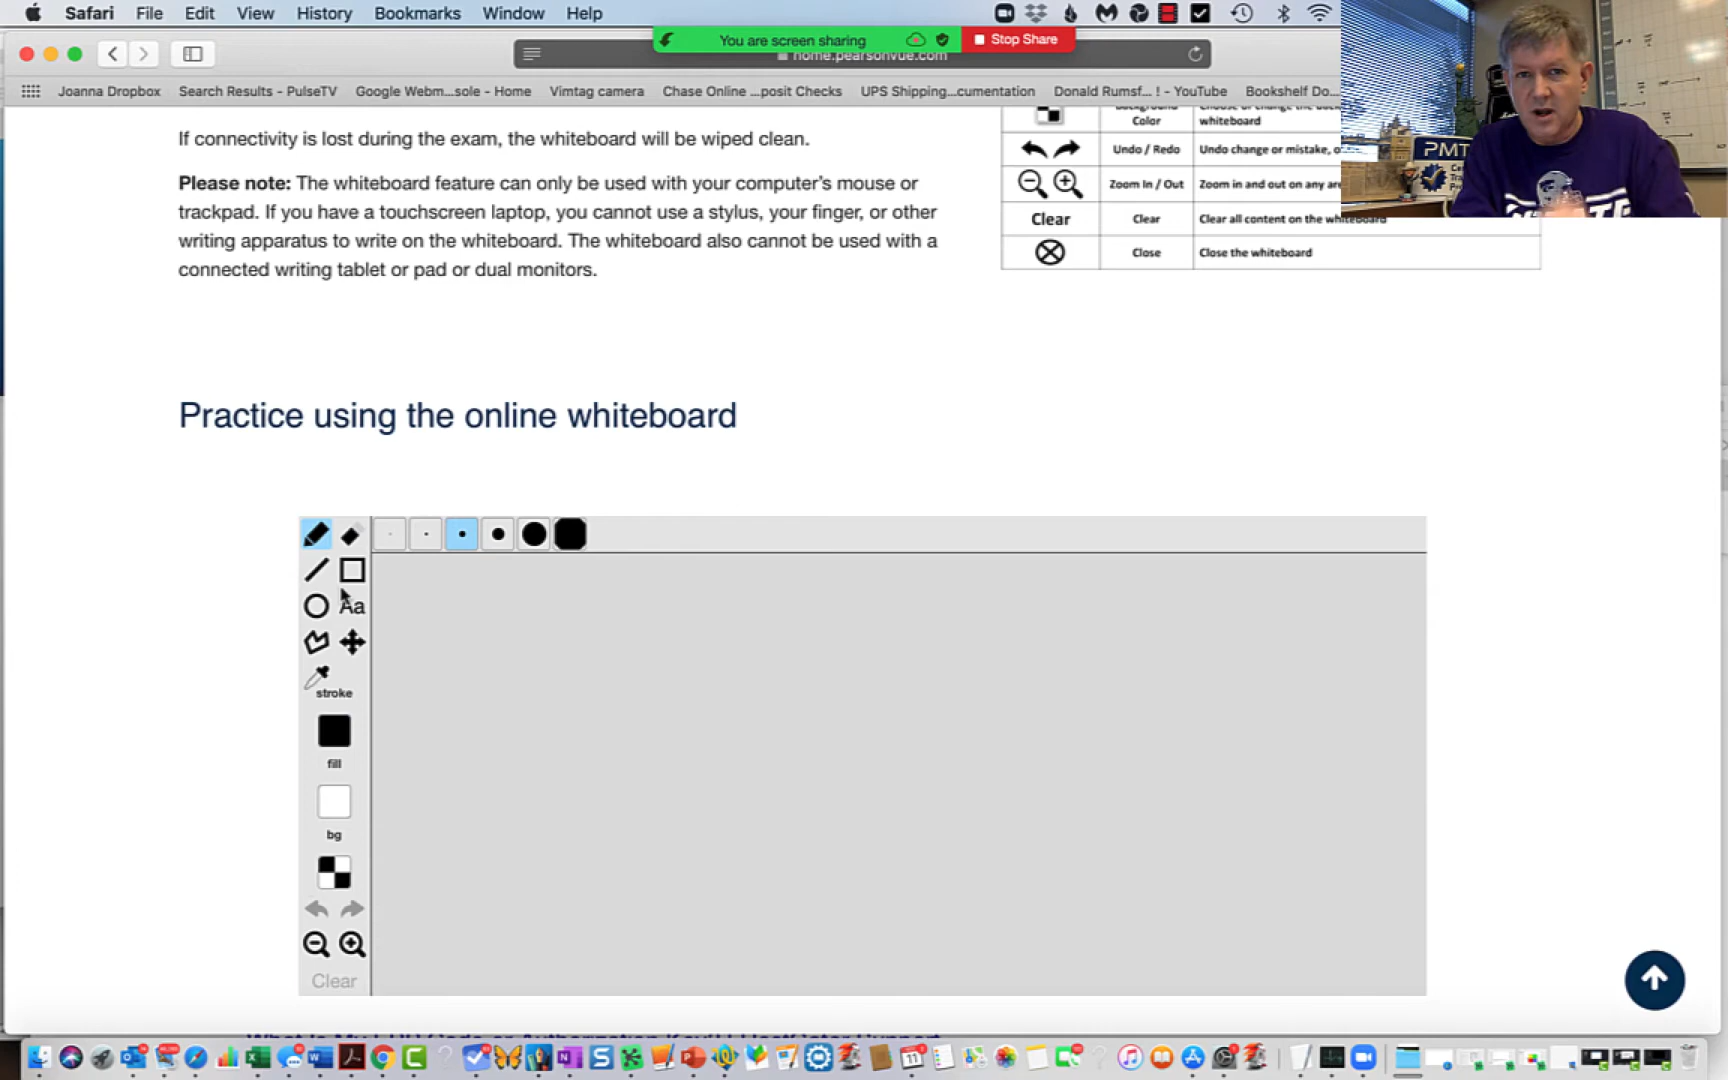 Safari File Edit View History Bookmarks Window Help
You are screen sharing Stop Share
home.pearsonvue.com
Joanna Dropbox Search Results - PulseTV Google Webm...sole - Home Vimtag camera Chase Online ...posit Checks UPS Shipping...cumentation Donald Rumsf... ! - YouTube Bookshelf Do...
If connectivity is lost during the exam, the whiteboard will be wiped clean.
Please note: The whiteboard feature can only be used with your computer's mouse or
trackpad. If you have a touchscreen laptop, you cannot use a stylus, your finger, or other
writing apparatus to write on the whiteboard. The whiteboard also cannot be used with a
connected writing tablet or pad or dual monitors.
Color whiteboard
Undo / Redo Undo change or mistake,
Zoom In / Out Zoom in and out on any
Clear Clear Clear all content on the whiteboard
Close Close the whiteboard
PMT
Practice using the online whiteboard
Aa
stroke
fill
bg
Clear